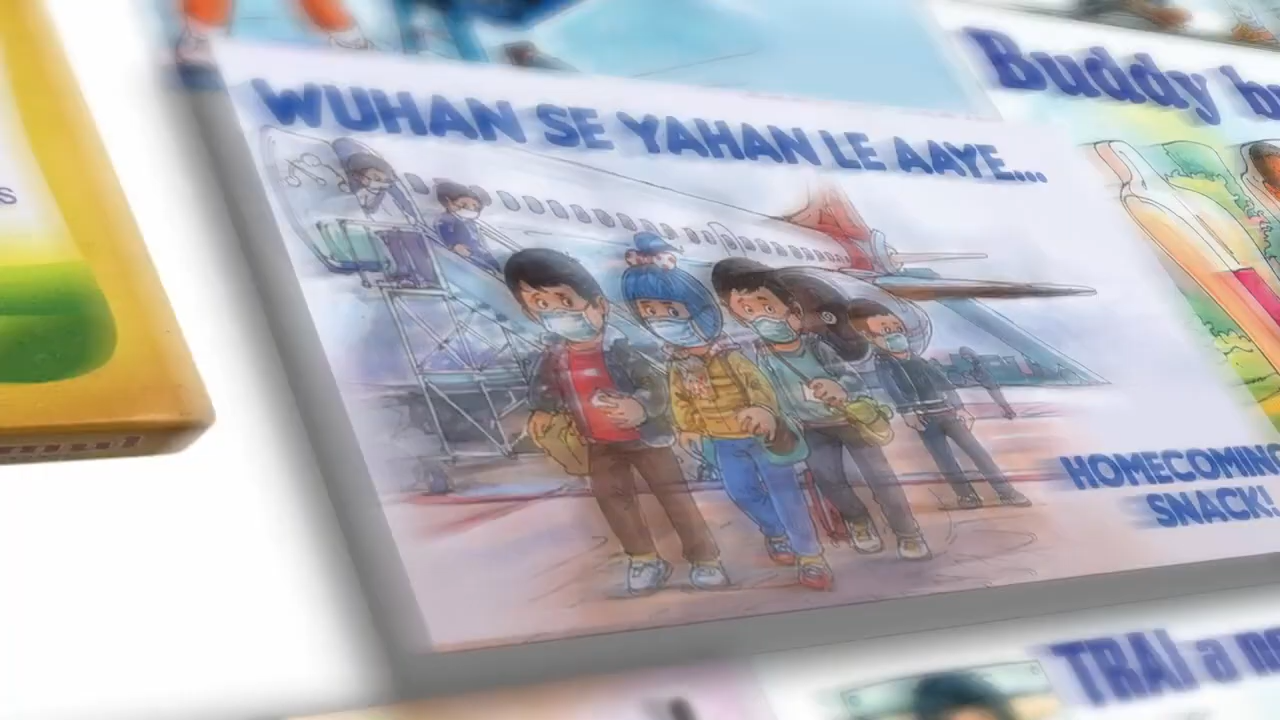 WUHAN SE YAHAN LE AAYE...
Buddy
HOMECOMING
SNACK!
TRAI a